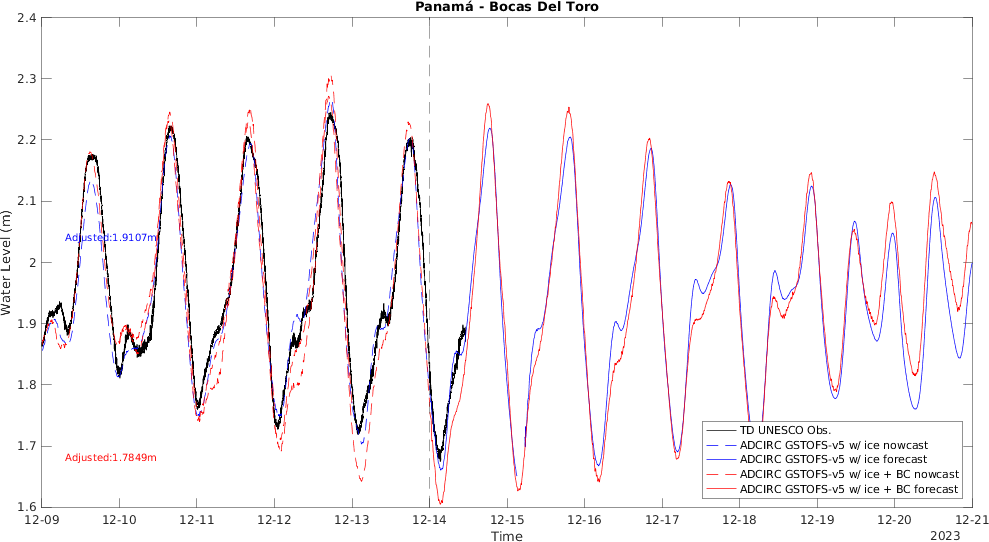 Panamá - Bocas Del Toro
2.4
2.3
2.2
2.1
2
1.9
1.8
1.7
1.6
Water Level (m)
Adjusted:1.9107m
Adjusted:1.7849m
TD UNESCO Obs.
ADCIRC GSTOFS-v5 w/ ice nowcast
ADCIRC GSTOFS-v5 w/ ice forecast
ADCIRC GSTOFS-v5 w/ ice + BC nowcast
ADCIRC GSTOFS-v5 w/ ice + BC forecast
12-09 12-10 12-11 12-12 12-13 12-14 12-15 12-16 12-17 12-18 12-19 12-20 12-21
Time
2023